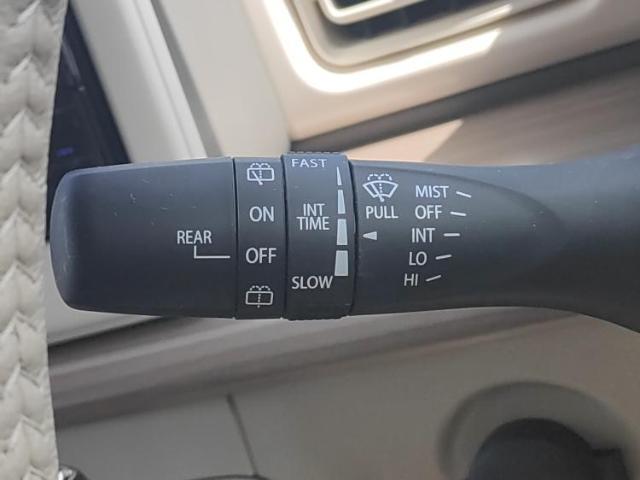 REAR
ON
OFF
FAST
INT
TIME
SLOW
PULL
MIST
OFF
INT
LO
HI